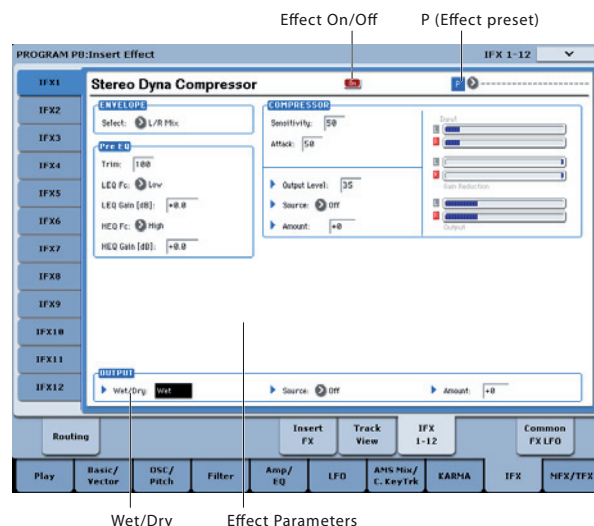 Effect On/Off P (Effect preset)
PROGRAM P8:Insert Effect IFX 1-12
IFX1
Stereo Dyna Compressor On P
IFX2
IFX3
IFX4
IFX5
IFX6
IFX7
IFX8
IFX9
IFX10
IFX11
IFX12
ENVELOPE
Select: L/R Mix
Pre EQ
Trim: 100
LEQ Fc: Low
LEQ Gain [dB]: +0.0
HEQ Fc: High
HEQ Gain [dB]: +0.0
COMPRESSOR
Sensitivity: 50
Attack: 50
Output Level: 35
Source: Off
Amount: +0
Input
L
R
L
R
Gain Reduction
L
R
Output
OUTPUT
Wet/Dry: Wet Source: Off Amount: +0
Routing Insert FX Track View IFX 1-12 Common FX LFO
Play Basic/Vector OSC/Pitch Filter Amp/EQ LFO AMS Mix/C. KeyTrk KARMA IFX MFX/TFX
Wet/Dry Effect Parameters